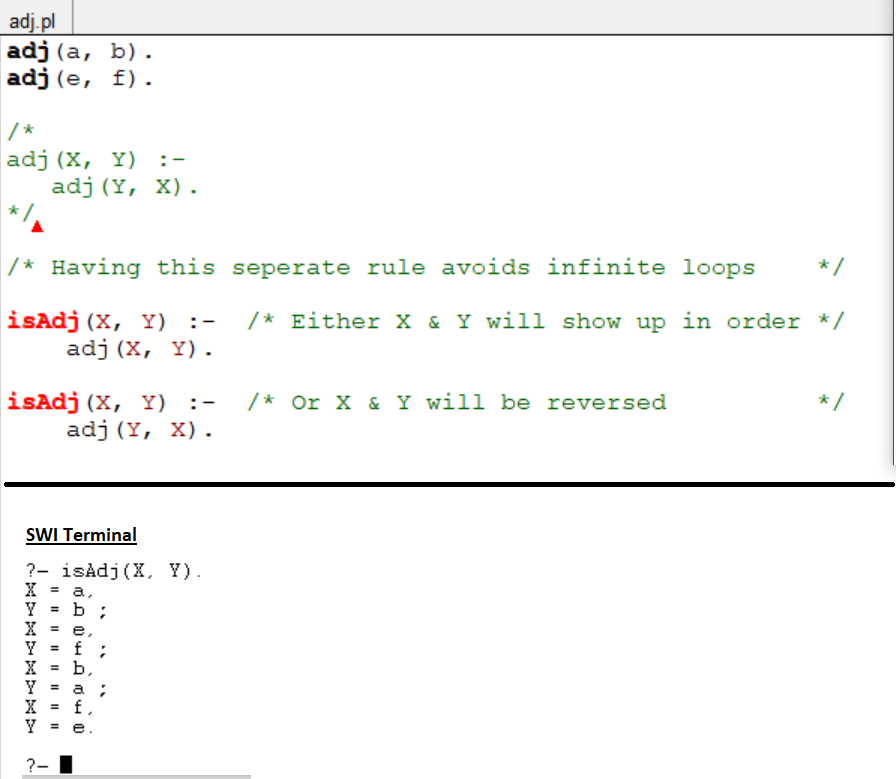 adj.pl
adj(a, b).
adj(e, f).
/*
adj(X, Y) :-
adj(Y, X).
*/
/* Having this seperate rule avoids infinite loops */
isAdj(X, Y) :- /* Either X & Y will show up in order */
adj(X, Y).
isAdj(X, Y) :- /* Or X & Y will be reversed */
adj(Y, X).
SWI Terminal
?- isAdj(X, Y).
X = a,
Y = b ;
X = e,
Y = f ;
X = b,
Y = a ;
X = f,
Y = e.
?-